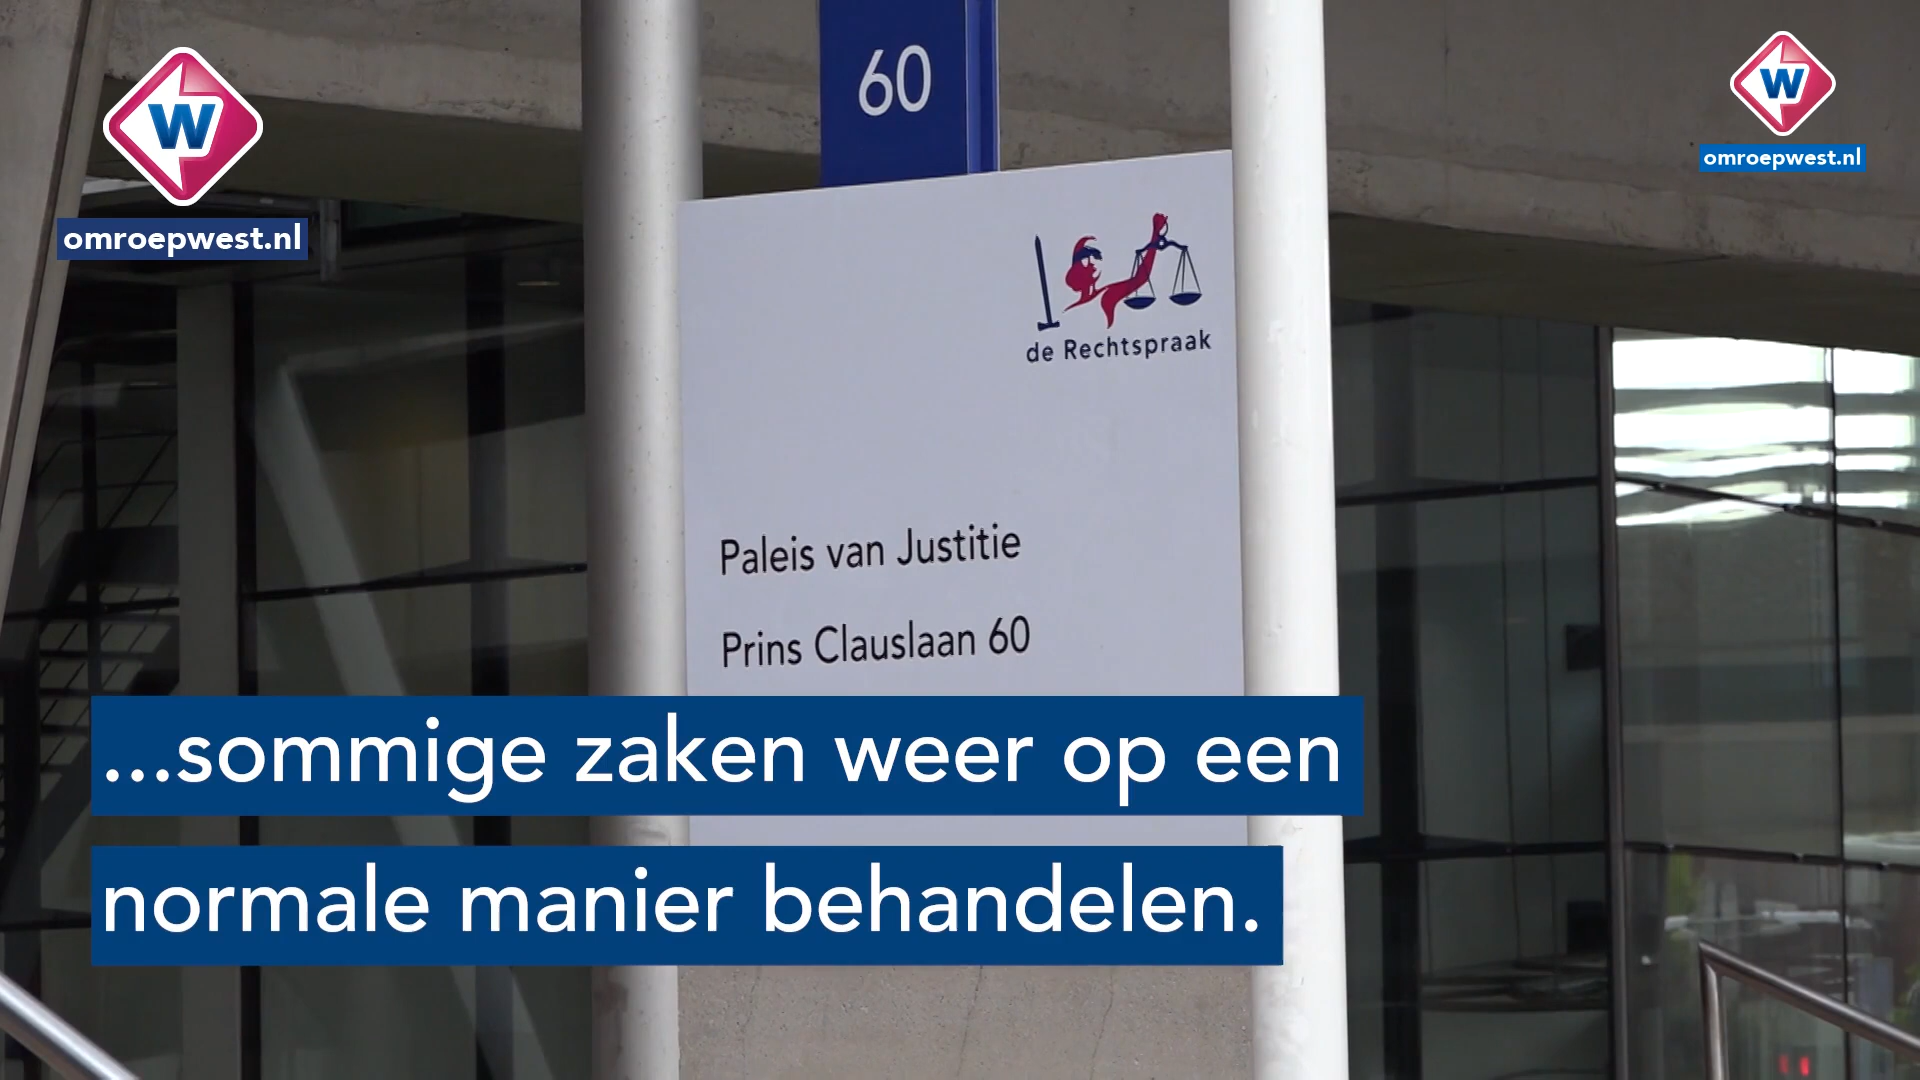 W
omroepwest.nl
60
W
omroepwest.nl
de Rechtspraak
Paleis van Justitie
Prins Clauslaan 60
...sommige zaken weer op een
normale manier behandelen.